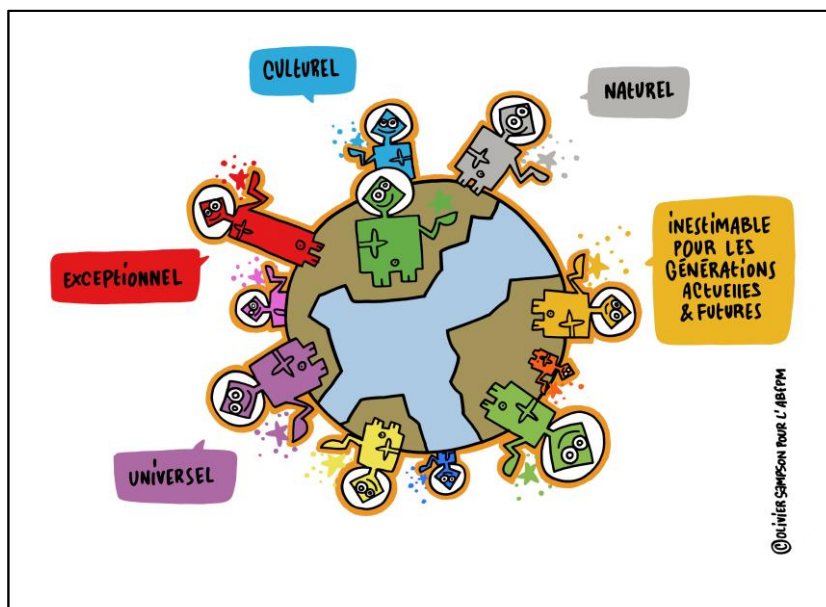 CULTUREL
NATUREL
INESTIMABLE
POUR LES
GÉNÉRATIONS
ACTUELLES
& FUTURES
EXCEPTIONNEL
UNIVERSEL
©OLIVIER SAMPSON POUR L'ABFPM